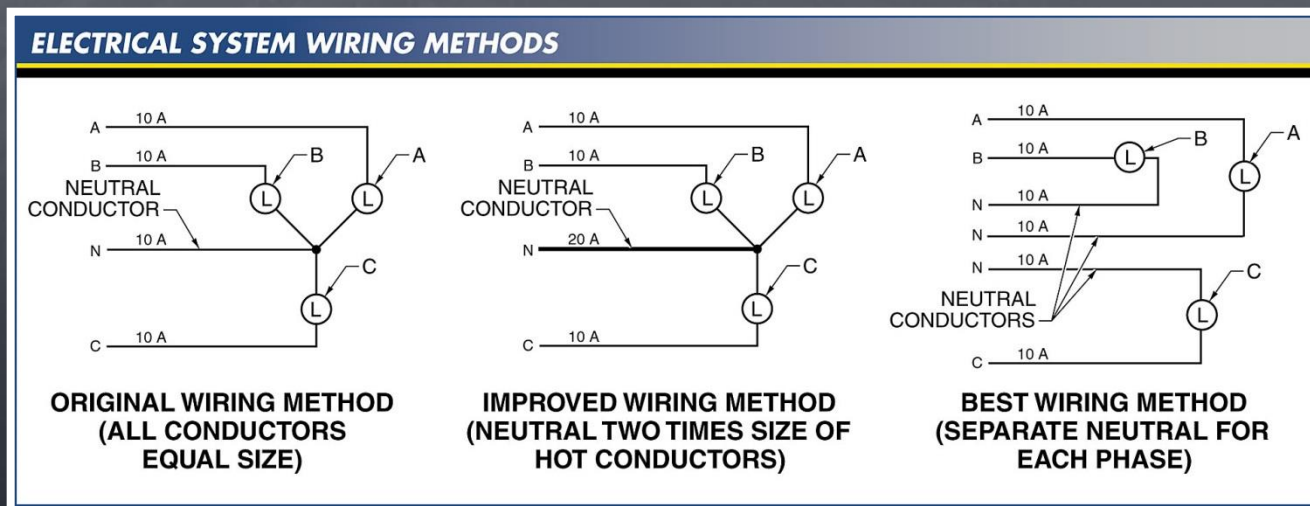 ELECTRICAL SYSTEM WIRING METHODS
A
10 A
B
10 A
B
A
NEUTRAL
CONDUCTOR
N
10 A
L
L
C
L
C
10 A
ORIGINAL WIRING METHOD
(ALL CONDUCTORS
EQUAL SIZE)
A
10 A
B
10 A
B
A
NEUTRAL
CONDUCTOR
N
20 A
L
L
C
L
C
10 A
IMPROVED WIRING METHOD
(NEUTRAL TWO TIMES SIZE OF
HOT CONDUCTORS)
A
10 A
B
10 A
L
B
A
L
N
10 A
N
10 A
N
10 A
C
NEUTRAL
CONDUCTORS
L
C
10 A
BEST WIRING METHOD
(SEPARATE NEUTRAL FOR
EACH PHASE)